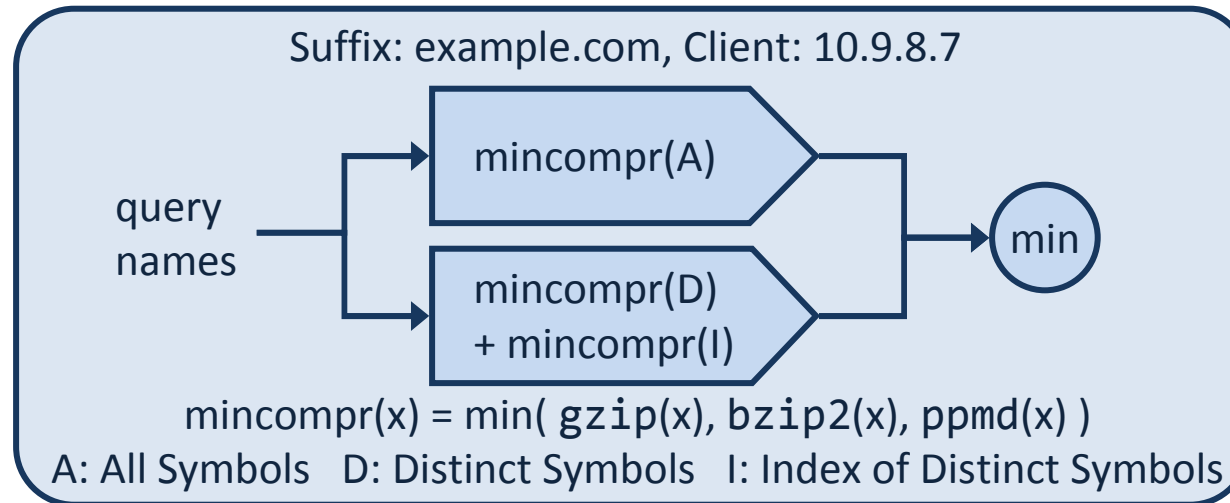 Suffix: example.com, Client: 10.9.8.7
query
names
mincompr(A)
mincompr(D)
+ mincompr(I)
min
mincompr(x) = min( gzip(x), bzip2(x), ppmd(x) )
A: All Symbols D: Distinct Symbols I: Index of Distinct Symbols